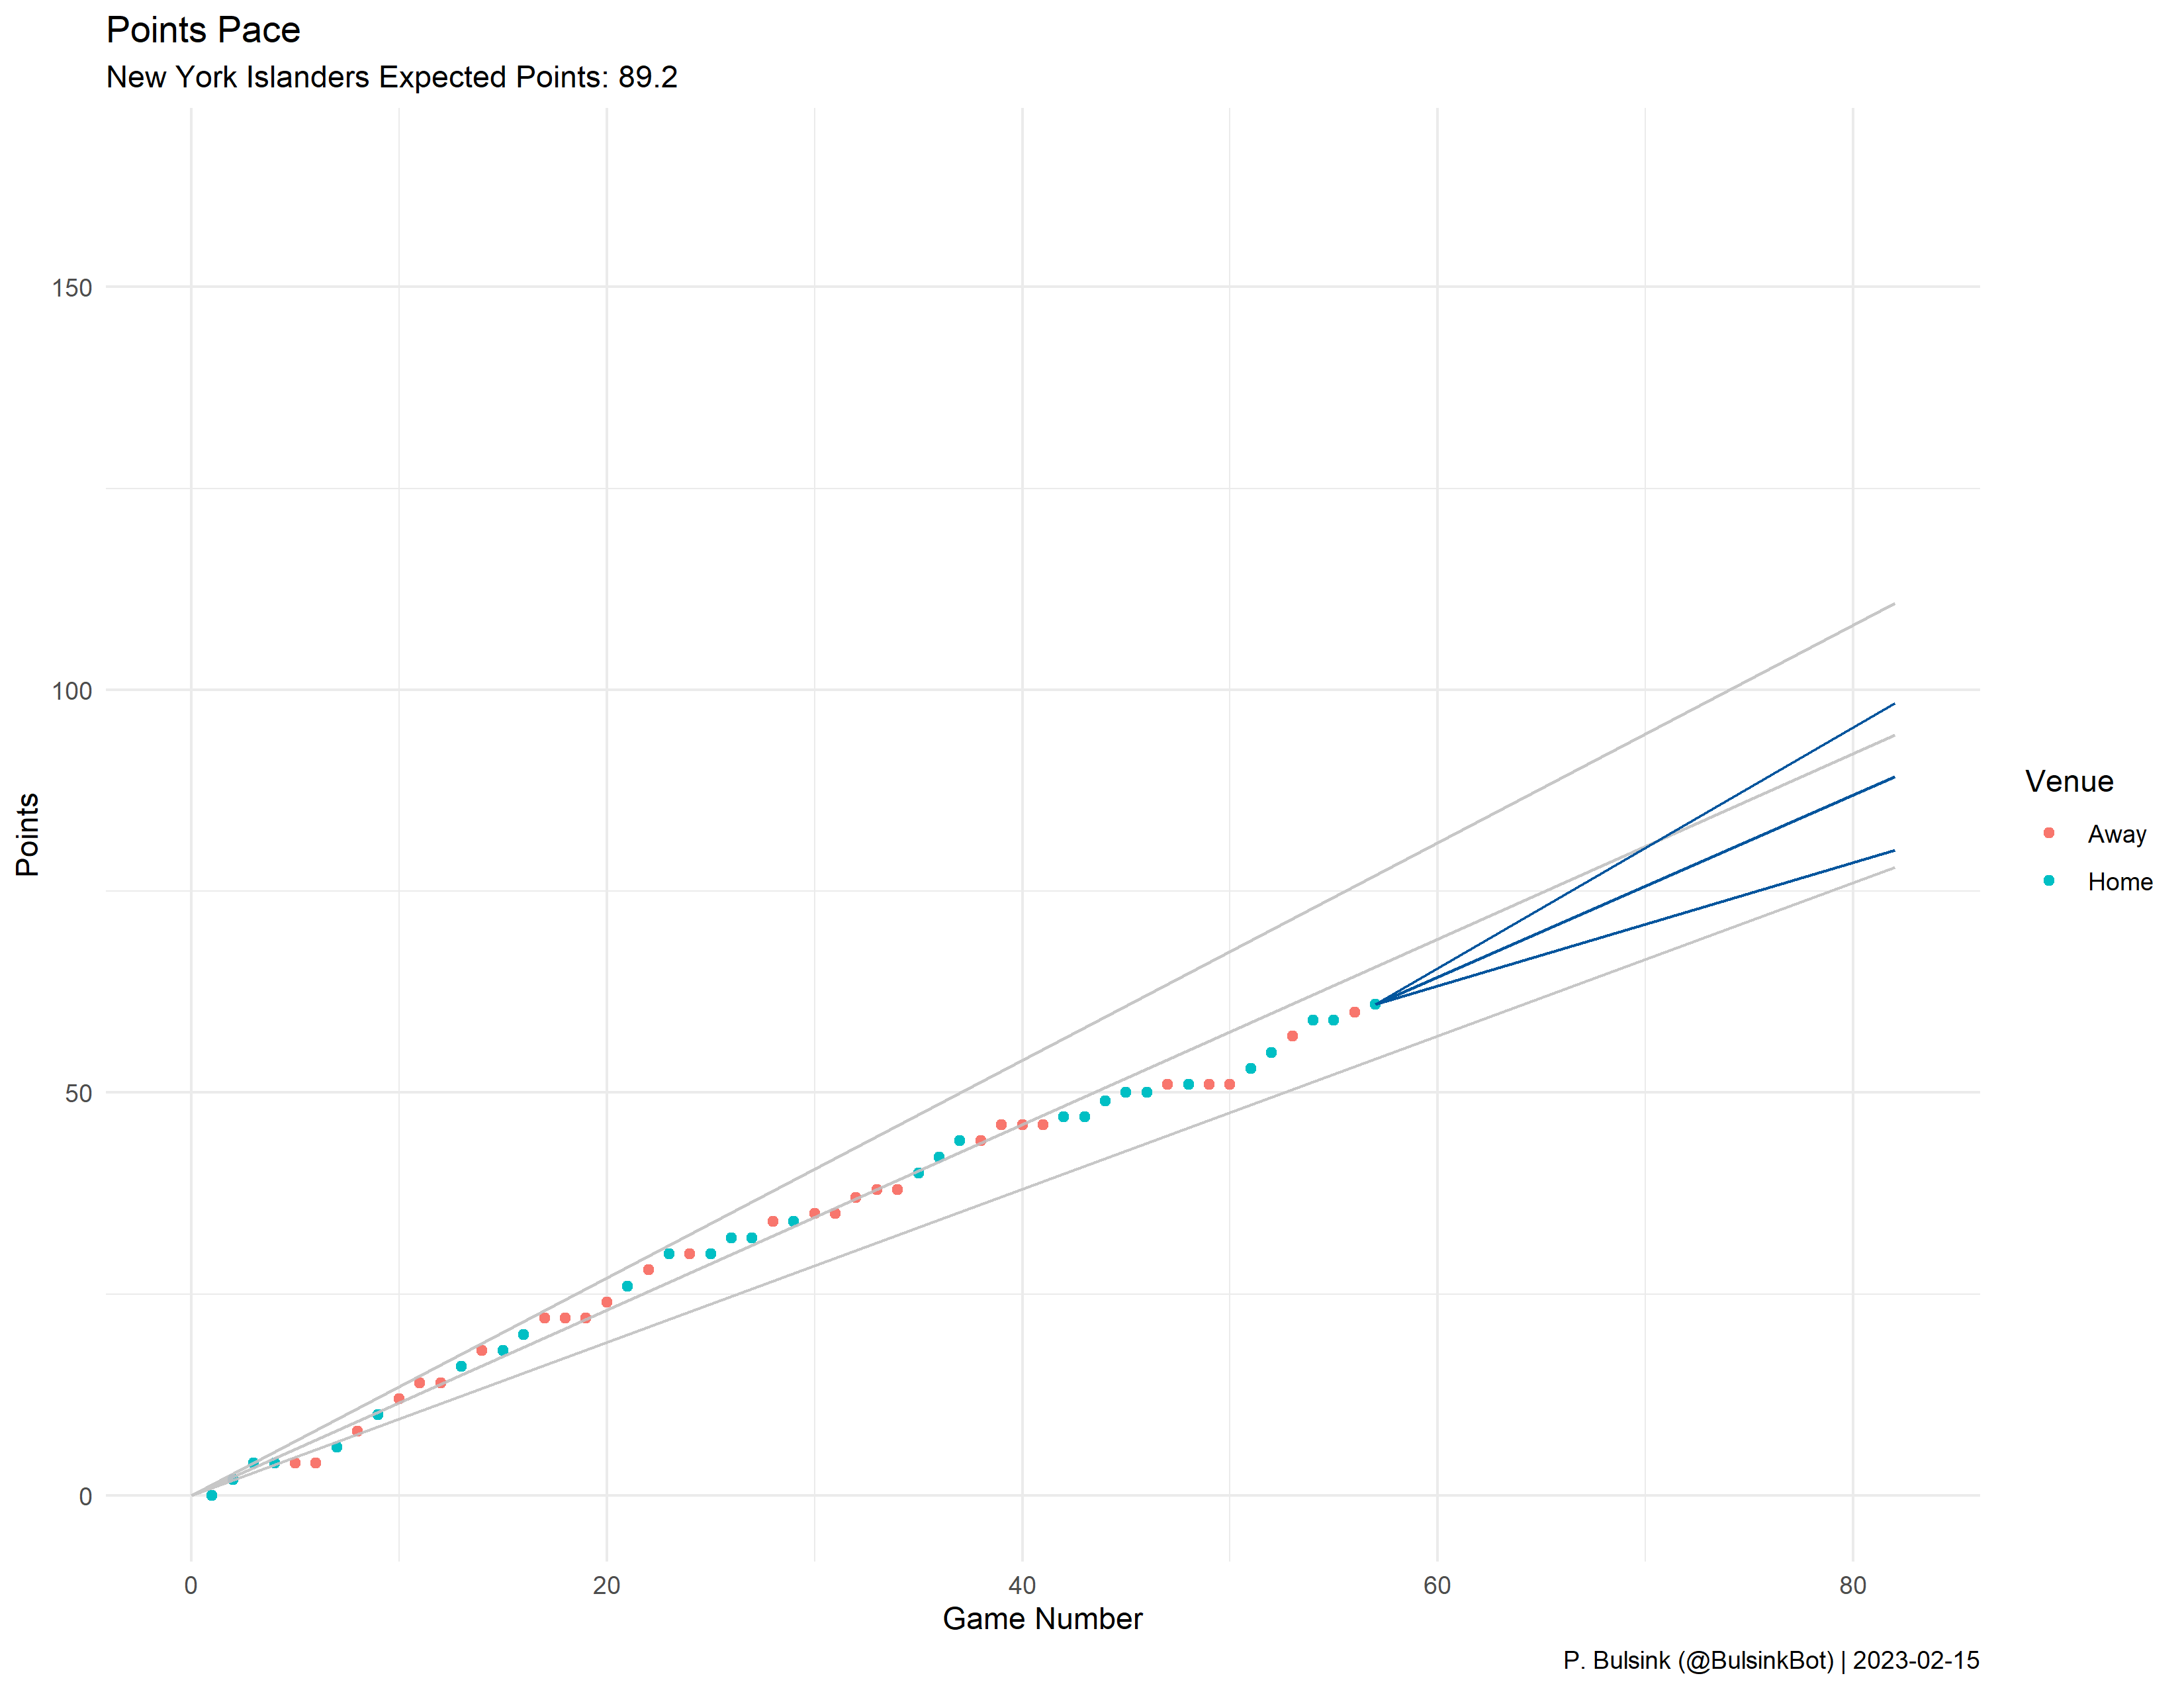 Points Pace
New York Islanders Expected Points: 89.2
150
100
50
0
Points
0 20 40 60 80
Game Number
Venue
Away
Home
P. Bulsink (@BulsinkBot) | 2023-02-15